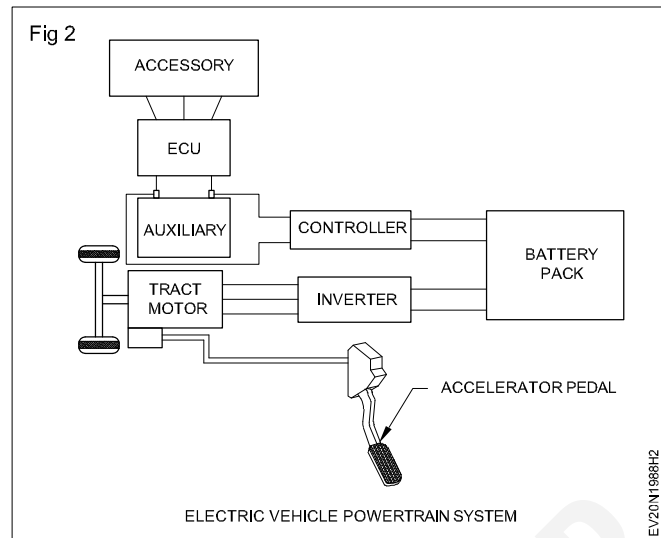 Fig 2
ACCESSORY
ECU
AUXILIARY
CONTROLLER
BATTERY
PACK
TRACT
MOTOR
INVERTER
ACCELERATOR PEDAL
ELECTRIC VEHICLE POWERTRAIN SYSTEM
EV20N1988H2